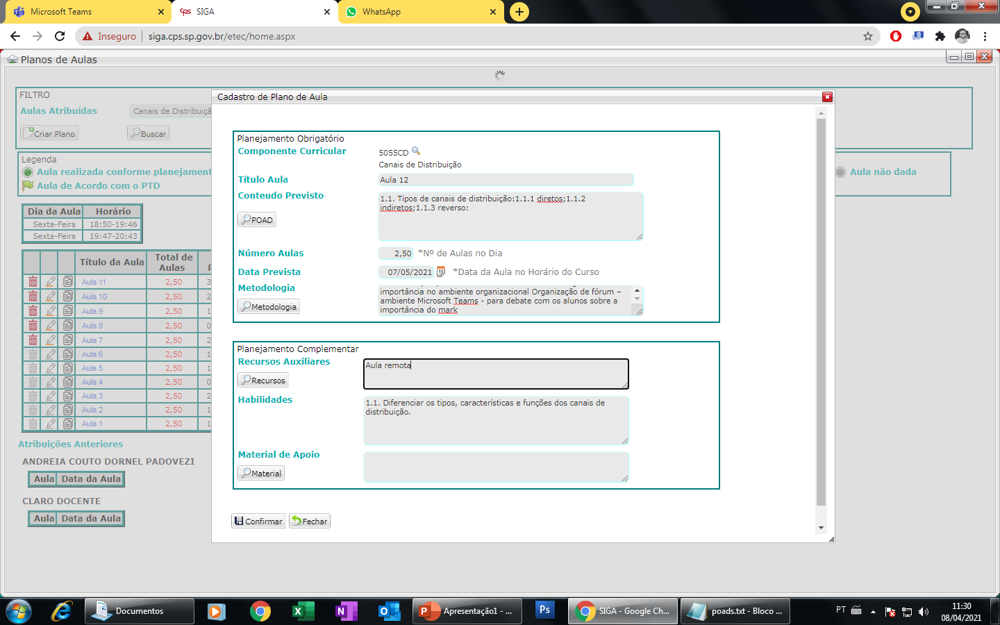 Microsoft Teams
SIGA
WhatsApp
Inseguro
siga.cps.sp.gov.br/etec/home.aspx
Planos de Aulas
FILTRO
Aulas Atribuídas
Canais de Distribuiçã
Criar Plano
Buscar
Legenda
Aula realizada conforme planejament
Aula não dada
Aula de Acordo com o PTD
Dia da Aula Horário
Sexta-Feira 18:50-19:46
Sexta-Feira 19:47-20:43
Título da Aula Total de Aulas P
Aula 11 2,50 3
Aula 10 2,50 2
Aula 9 2,50 1
Aula 8 2,50 0
Aula 7 2,50 2
Aula 6 2,50 1
Aula 5 2,50 1
Aula 4 2,50 0
Aula 3 2,50 2
Aula 2 2,50 1
Aula 1 2,50 1
Atribuições Anteriores
ANDREIA COUTO DORNEL PADOVEZI
Aula Data da Aula
CLARO DOCENTE
Aula Data da Aula
Cadastro de Plano de Aula
Planejamento Obrigatório
Componente Curricular
5055CD
Canais de Distribuição
Título Aula
Aula 12
Conteudo Previsto
1.1. Tipos de canais de distribuição:1.1.1 diretos;1.1.2
indiretos;1.1.3 reverso:
POAD
Número Aulas
2,50 *Nº de Aulas no Dia
Data Prevista
07/05/2021 *Data da Aula no Horário do Curso
Metodologia
importância no ambiente organizacional Organização de fórum –
ambiente Microsoft Teams - para debate com os alunos sobre a
importância do mark
Metodologia
Planejamento Complementar
Recursos Auxiliares
Aula remota
Recursos
Habilidades
1.1. Diferenciar os tipos, características e funções dos canais de
distribuição.
Material de Apoio
Material
Confirmar
Fechar
Documentos
Apresentação1 - ...
Ps
SIGA - Google Ch...
poads.txt - Bloco ...
PT
11:30
08/04/2021